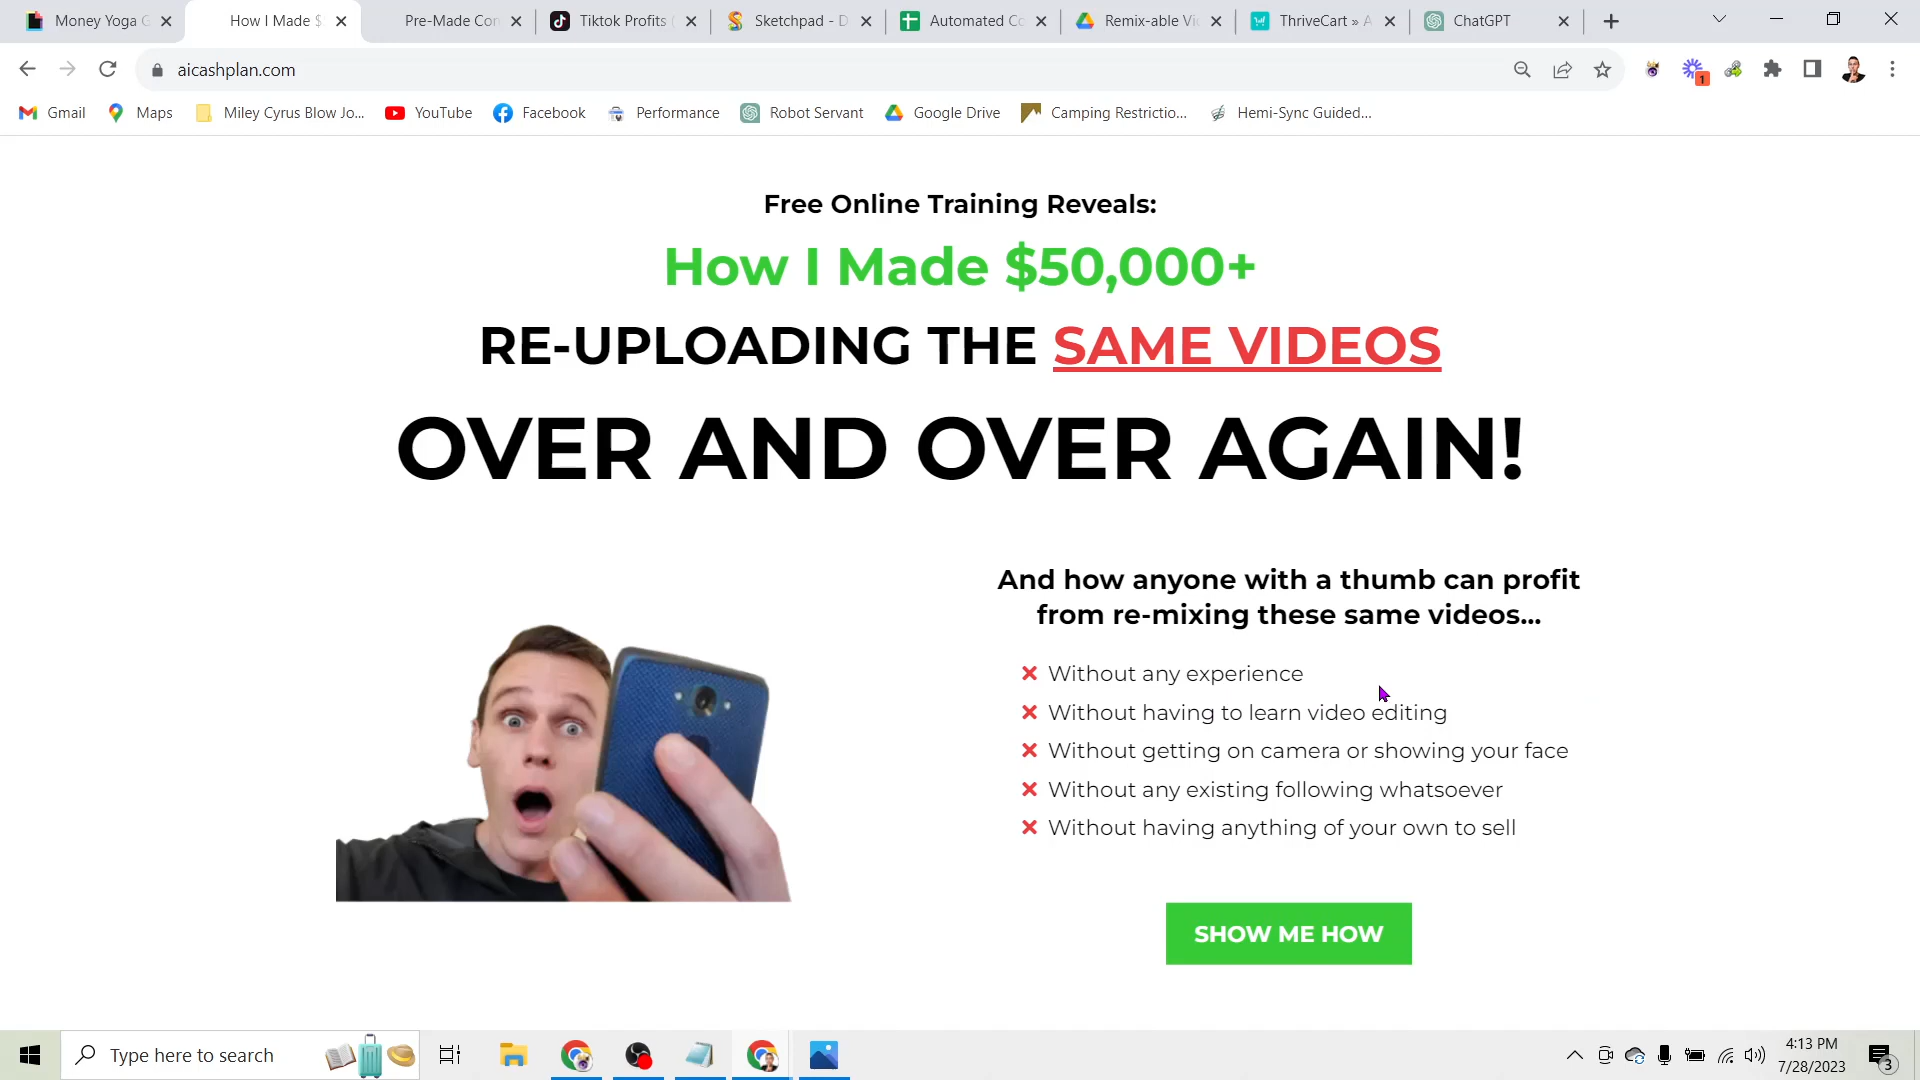 Money Yoga G
How I Made $
Pre-Made Con
Tiktok Profits (
Sketchpad - D
Automated Co
Remix-able Vi
ThriveCart » A
ChatGPT
aicashplan.com
1
Gmail
Maps
Miley Cyrus Blow Jo...
YouTube
Facebook
Performance
Robot Servant
Google Drive
Camping Restrictio...
Hemi-Sync Guided...
Free Online Training Reveals:
How I Made $50,000+
RE-UPLOADING THE SAME VIDEOS
OVER AND OVER AGAIN!
And how anyone with a thumb can profit
from re-mixing these same videos...
Without any experience
Without having to learn video editing
Without getting on camera or showing your face
Without any existing following whatsoever
Without having anything of your own to sell
SHOW ME HOW
Type here to search
4:13 PM
7/28/2023
3